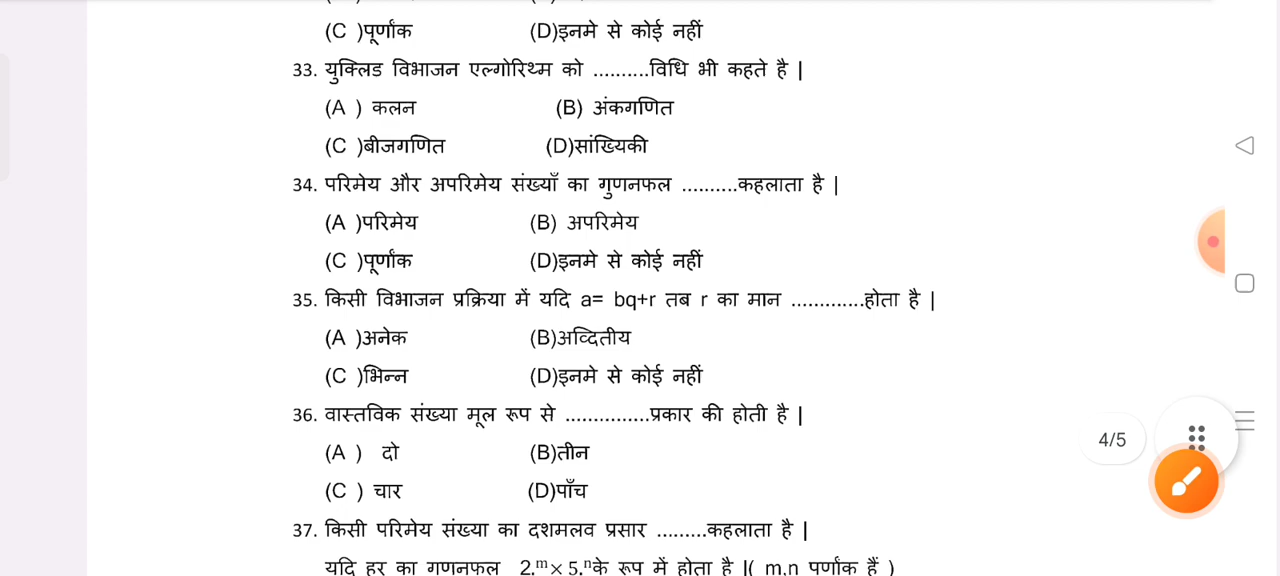 (C )पूर्णांक (D)इनमे से कोई नहीं
33. युक्लिड विभाजन एल्गोरिथ्म को ..........विधि भी कहते है |
(A ) कलन (B) अंकगणित
(C )बीजगणित (D)सांख्यिकी
34. परिमेय और अपरिमेय संख्याँ का गुणनफल ..........कहलाता है |
(A )परिमेय (B) अपरिमेय
(C )पूर्णांक (D)इनमे से कोई नहीं
35. किसी विभाजन प्रक्रिया में यदि a= bq+r तब r का मान .............होता है |
(A )अनेक (B)अव्दितीय
(C )भिन्न (D)इनमे से कोई नहीं
36. वास्तविक संख्या मूल रूप से ...............प्रकार की होती है |
(A ) दो (B)तीन
4/5
(C ) चार (D)पाँच
37. किसी परिमेय संख्या का दशमलव प्रसार .........कहलाता है |
यदि हर का गुणनफल 2.ᵐ× 5.ⁿके रूप में होता है |( m,n पूर्णांक हैं )